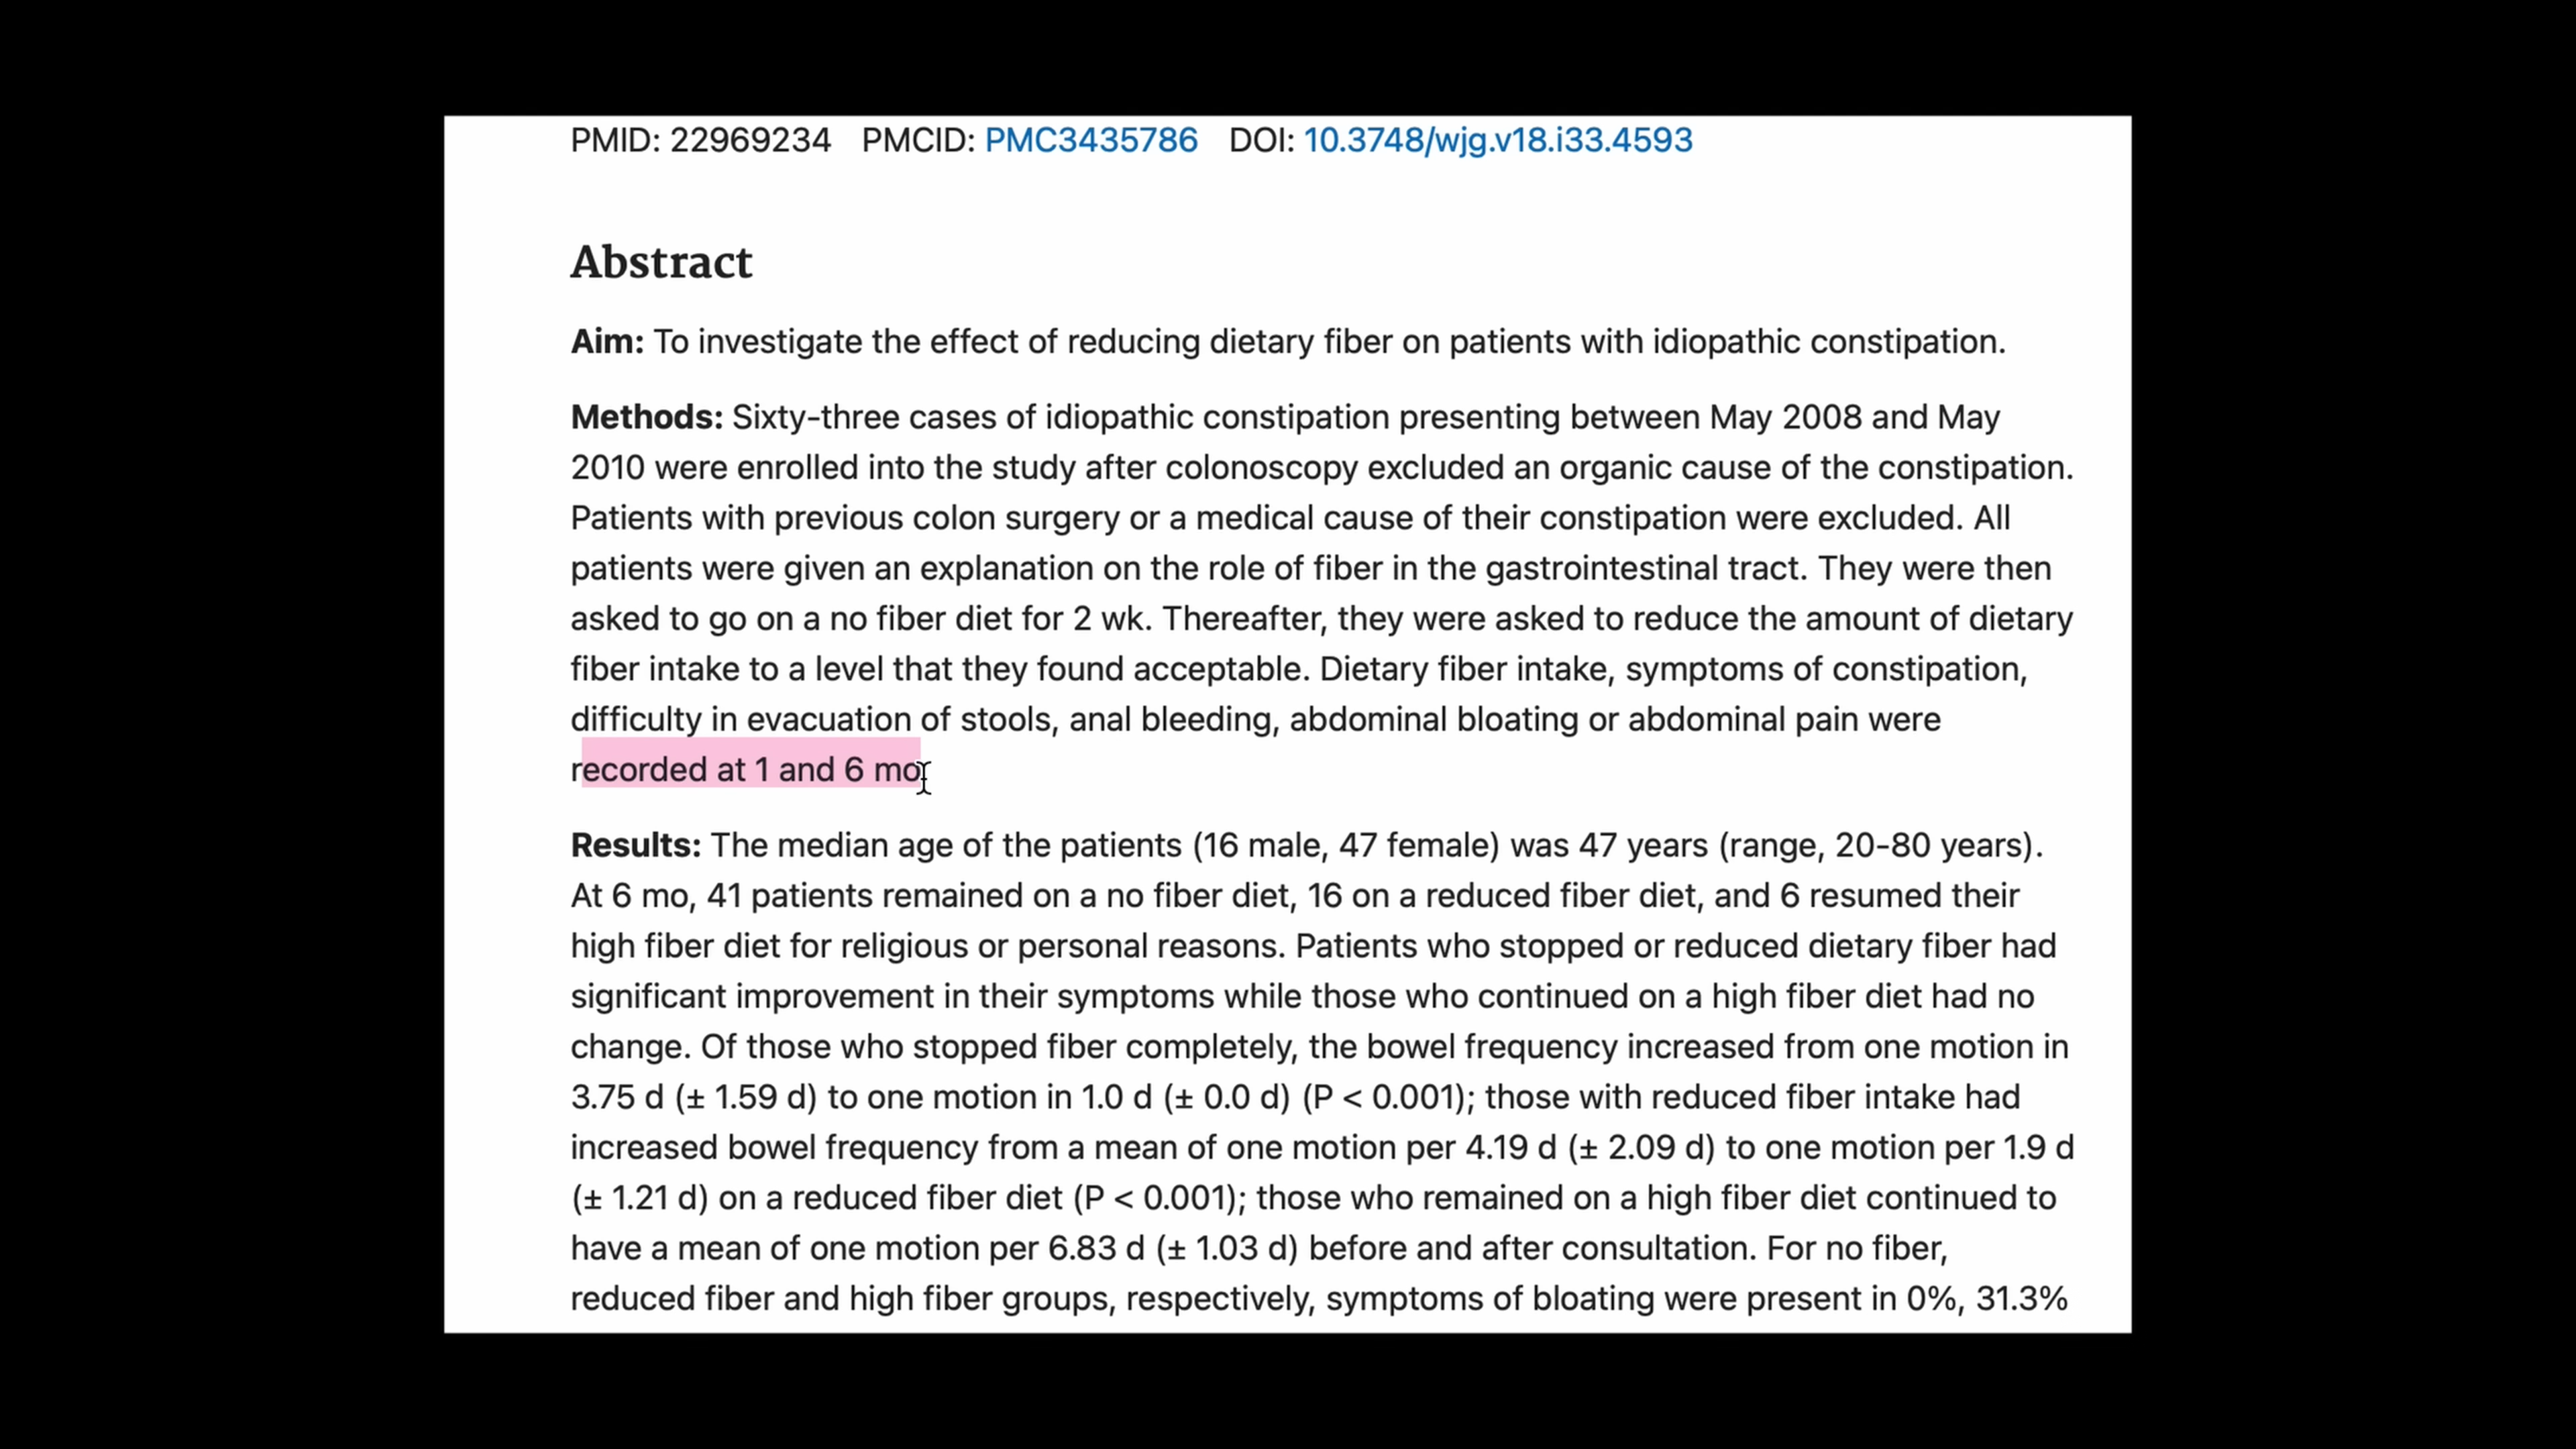 PMID: 22969234 PMCID: PMC3435786 DOI: 10.3748/wjg.v18.i33.4593
Abstract
Aim: To investigate the effect of reducing dietary fiber on patients with idiopathic constipation.
Methods: Sixty-three cases of idiopathic constipation presenting between May 2008 and May
2010 were enrolled into the study after colonoscopy excluded an organic cause of the constipation.
Patients with previous colon surgery or a medical cause of their constipation were excluded. All
patients were given an explanation on the role of fiber in the gastrointestinal tract. They were then
asked to go on a no fiber diet for 2 wk. Thereafter, they were asked to reduce the amount of dietary
fiber intake to a level that they found acceptable. Dietary fiber intake, symptoms of constipation,
difficulty in evacuation of stools, anal bleeding, abdominal bloating or abdominal pain were
recorded at 1 and 6 mo
Results: The median age of the patients (16 male, 47 female) was 47 years (range, 20-80 years).
At 6 mo, 41 patients remained on a no fiber diet, 16 on a reduced fiber diet, and 6 resumed their
high fiber diet for religious or personal reasons. Patients who stopped or reduced dietary fiber had
significant improvement in their symptoms while those who continued on a high fiber diet had no
change. Of those who stopped fiber completely, the bowel frequency increased from one motion in
3.75 d (± 1.59 d) to one motion in 1.0 d (± 0.0 d) (P < 0.001); those with reduced fiber intake had
increased bowel frequency from a mean of one motion per 4.19 d (± 2.09 d) to one motion per 1.9 d
(± 1.21 d) on a reduced fiber diet (P < 0.001); those who remained on a high fiber diet continued to
have a mean of one motion per 6.83 d (± 1.03 d) before and after consultation. For no fiber,
reduced fiber and high fiber groups, respectively, symptoms of bloating were present in 0%, 31.3%